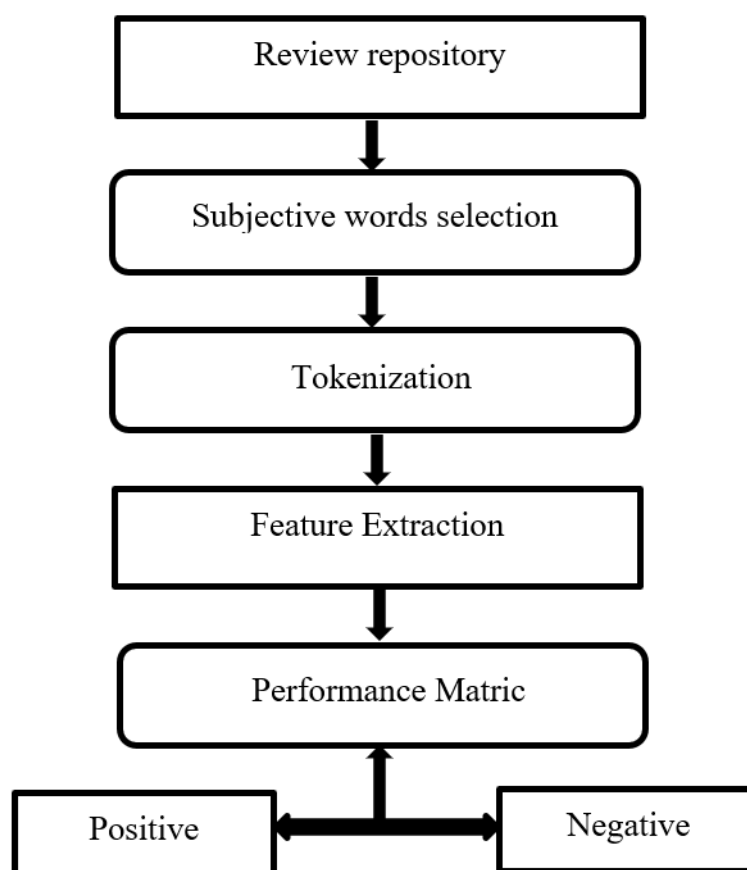 Review repository
Subjective words selection
Tokenization
Feature Extraction
Performance Matric
Positive
Negative